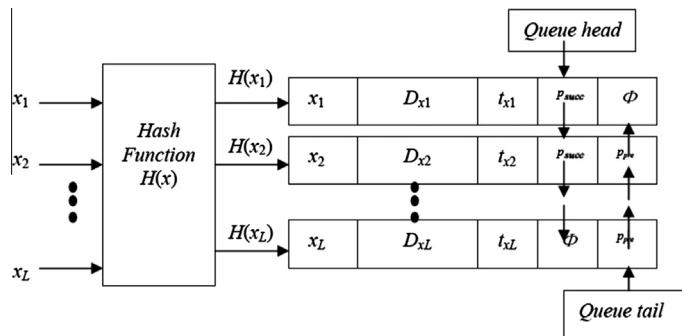 Queue head
x1 H(x1) x1 Dx1 tx1 psucc Φ
Hash
Function
H(x)
x2 H(x2) x2 Dx2 tx2 psucc ppre
xL H(xL) xL DxL txL Φ ppre
Queue tail